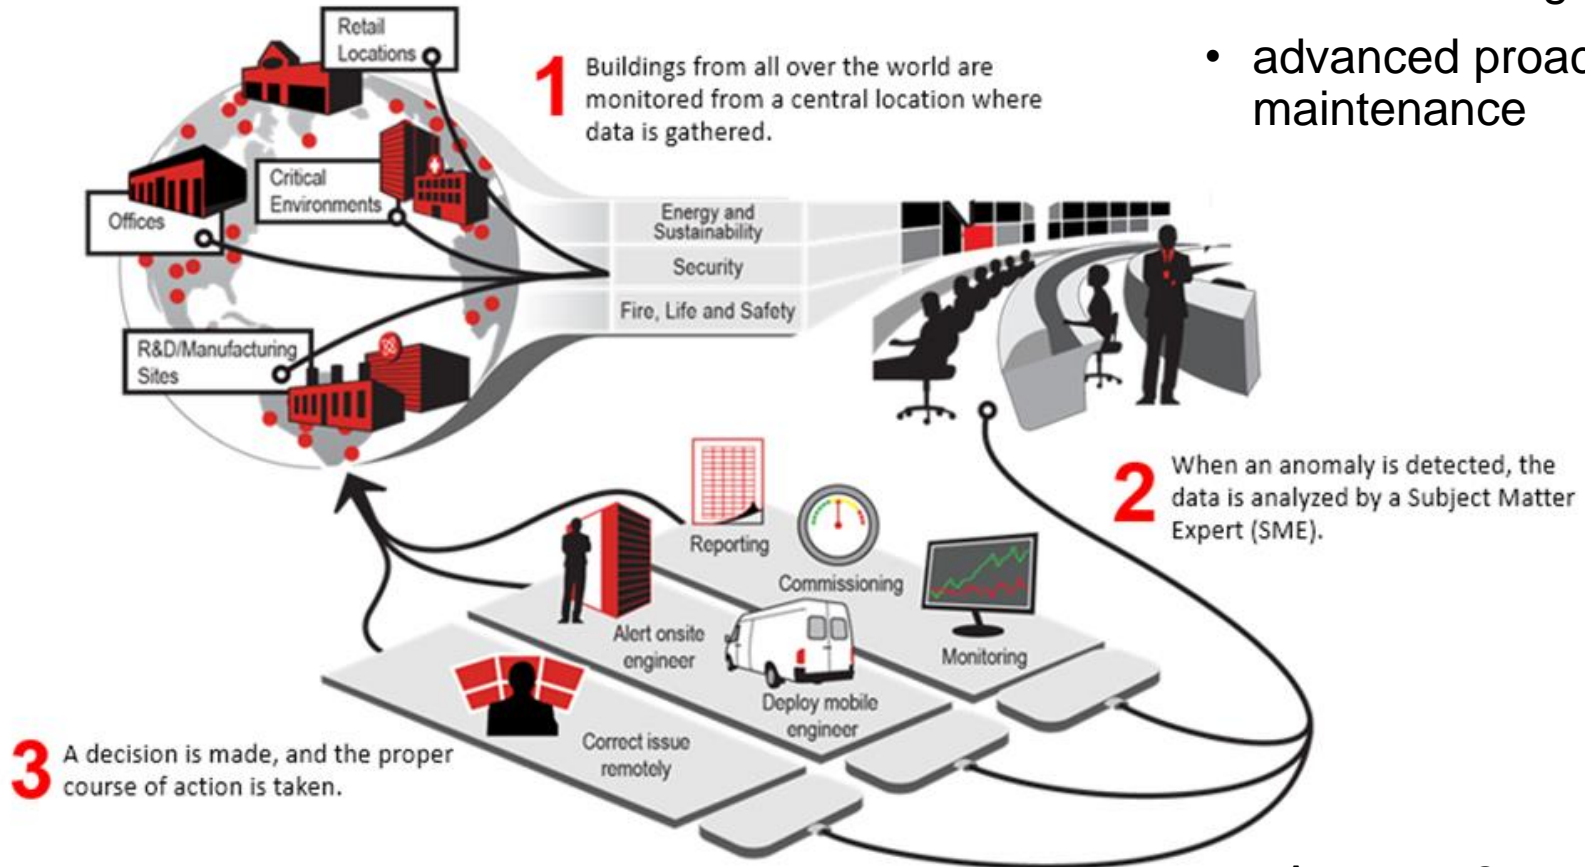 Retail
Locations
1
Buildings from all over the world are
monitored from a central location where
data is gathered.
• advanced
maintenance
Critical
Environments
Offices
Energy and
Sustainability
Security
Fire, Life and Safety
R&D/Manufacturing
Sites
2
When an anomaly is detected, the
data is analyzed by a Subject Matter
Expert (SME).
Reporting
Commissioning
Monitoring
Alert onsite
engineer
Deploy mobile
engineer
Correct issue
remotely
3
A decision is made, and the proper
course of action is taken.